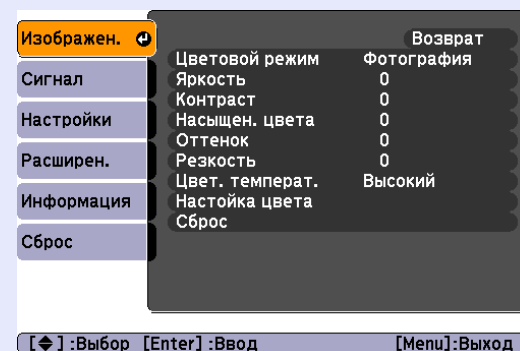 Изображен.
Сигнал
Настройки
Расширен.
Информация
Сброс
Возврат
Цветовой режим Фотография
Яркость 0
Контраст 0
Насыщен. цвета 0
Оттенок 0
Резкость 0
Цвет. температ. Высокий
Настойка цвета
Сброс
[◆] :Выбор [Enter] :Ввод [Menu]:Выход